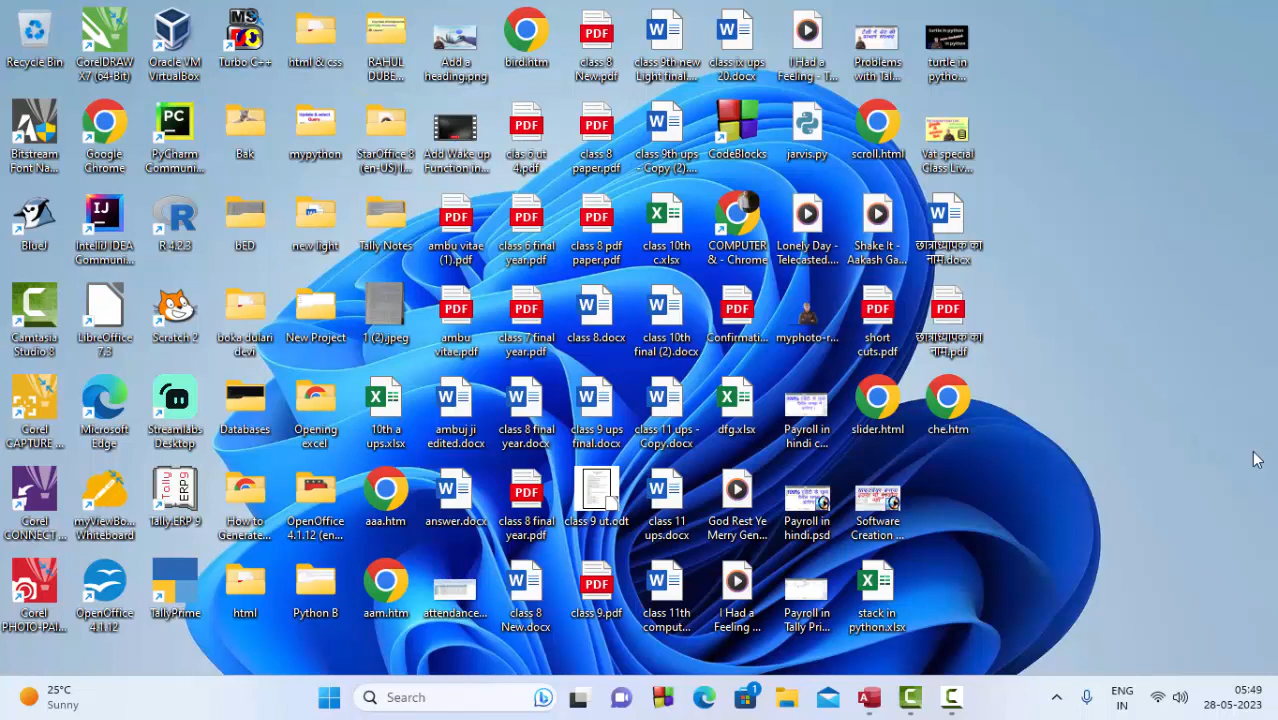 Recycle Bin
CorelDRAW
X7 (64-Bit)
Oracle VM
VirtualBox
Turbo C++
html & css
RAHUL
DUBE...
Add a
heading.png
bird.htm
class 8
New.pdf
class 9th new
Light final....
class ix ups
20.docx
I Had a
Feeling - T...
Problems
with Tal...
turtle in
pytho...
Bitstream
Font Na...
Google
Chrome
PyCharm
Communi...
Bak
mypython
StarOffice 8
(en-US) I...
Add Wake up
Function in...
clas 6 ut
4.pdf
class 8
paper.pdf
class 9th ups
- Copy (2)....
CodeBlocks
jarvis.py
scroll.html
Vat special
Class Liv...
BlueJ
IntelliJ IDEA
Communi...
R 4.2.3
bED
new light
Tally Notes
ambu vitae
(1).pdf
class 6 final
year.pdf
class 8 pdf
paper.pdf
class 10th
c.xlsx
COMPUTER
& - Chrome
Lonely Day -
Telecasted....
Shake It -
Aakash Ga...
छात्राध्यापक का
नाम.docx
Camtasia
Studio 8
LibreOffice
7.3
Scratch 2
boka dulari
devi
New Project
1 (2).jpeg
ambu
vitae.pdf
class 7 final
year.pdf
class 8.docx
class 10th
final (2).docx
Confirmati...
myphoto-r...
short
cuts.pdf
छात्राध्यापक का
नाम.pdf
Corel
CAPTURE ...
Microsoft
Edge
Streamlabs
Desktop
Databases
Opening
excel
10th a
ups.xlsx
ambuj ji
edited.docx
class 8 final
year.docx
class 9 ups
final.docx
class 11 ups -
Copy.docx
dfg.xlsx
Payroll in
hindi c...
slider.html
che.htm
Corel
CONNECT ...
myViewBo...
Whiteboard
Tally.ERP 9
How to
Generate...
OpenOffice
4.1.12 (en...
aaa.htm
answer.docx
class 8 final
year.pdf
class 9 ut.odt
class 11
ups.docx
God Rest Ye
Merry Gen...
Payroll in
hindi.psd
Software
Creation ...
Corel
PHOTO-PAI...
OpenOffice
4.1.12
TallyPrime
html
Python B
aam.htm
attendance...
class 8
New.docx
class 9.pdf
class 11th
comput...
I Had a
Feeling ...
Payroll in
Tally Pri...
stack in
python.xlsx
25°C
Sunny
Search
1
ENG
IN
05:49
28-05-2023